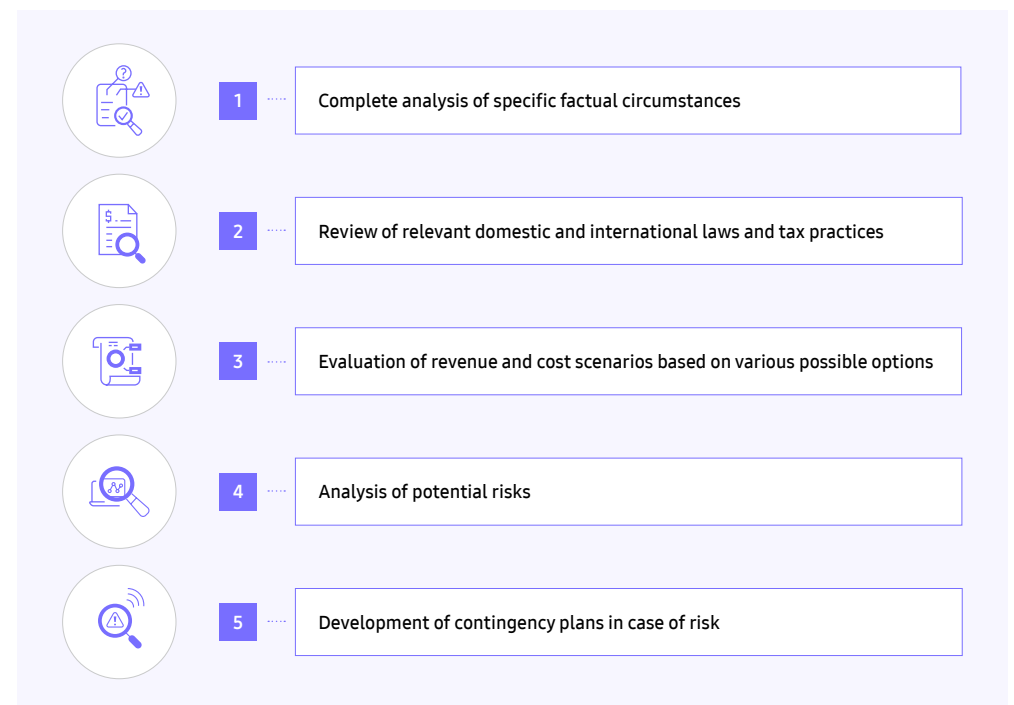 1 Complete analysis of specific factual circumstances
$
2 Review of relevant domestic and international laws and tax practices
3 Evaluation of revenue and cost scenarios based on various possible options
4 Analysis of potential risks
5 Development of contingency plans in case of risk